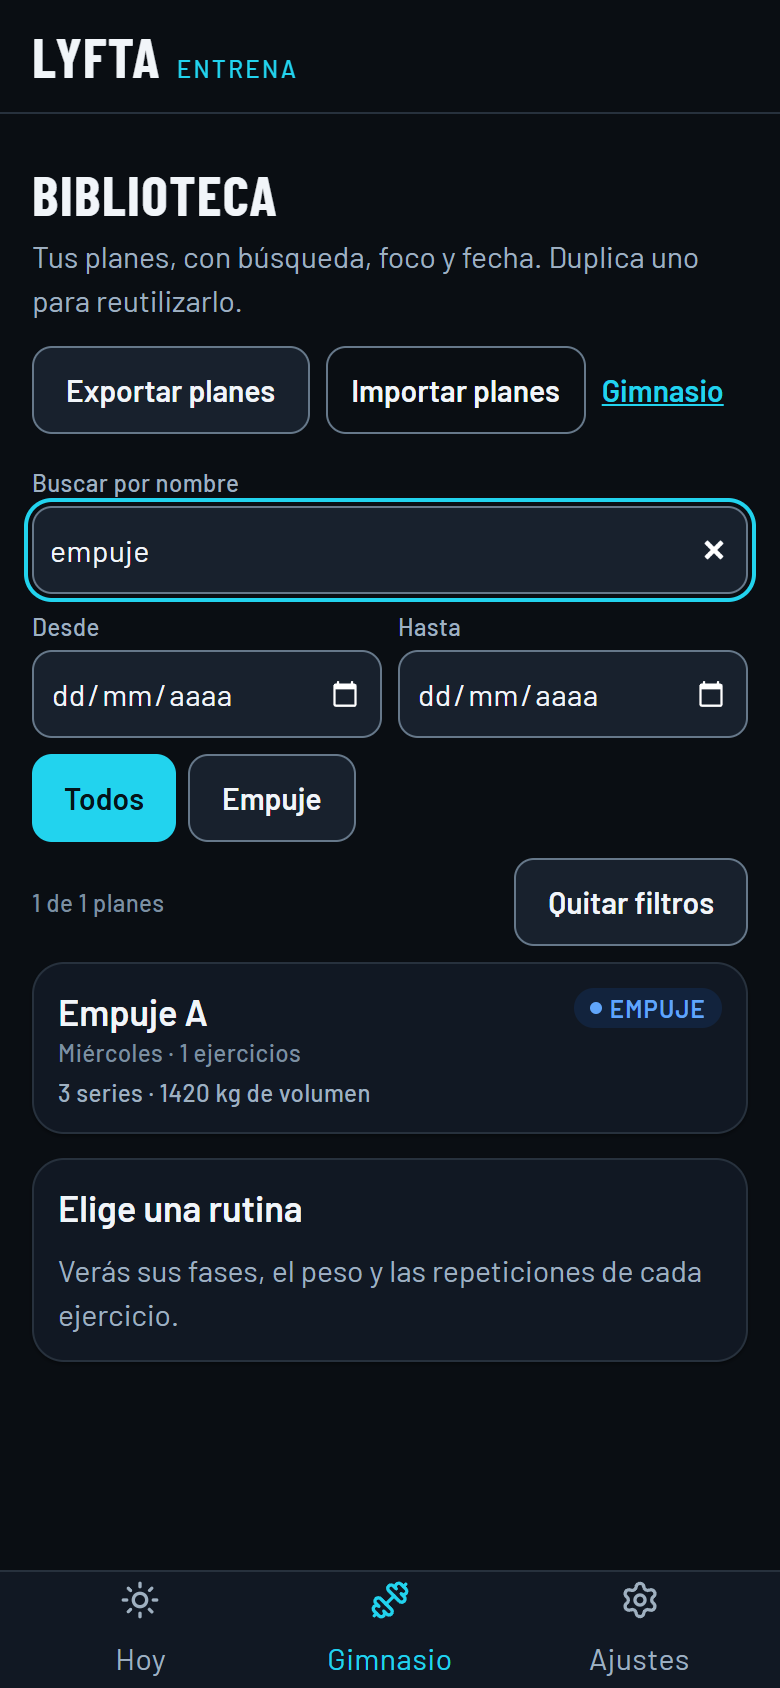 LYFTA ENTRENA
BIBLIOTECA
Tus planes, con búsqueda, foco y fecha. Duplica uno
para reutilizarlo.
Exportar planes
Importar planes
Gimnasio
Buscar por nombre
empuje
Desde
Hasta
dd/mm/aaaa
dd/mm/aaaa
Todos
Empuje
1 de 1 planes
Quitar filtros
Empuje A
EMPUJE
Miércoles · 1 ejercicios
3 series · 1420 kg de volumen
Elige una rutina
Verás sus fases, el peso y las repeticiones de cada
ejercicio.
Hoy
Gimnasio
Ajustes